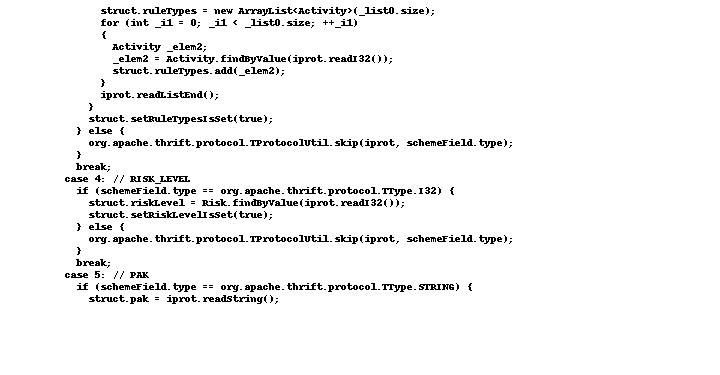 struct.ruleTypes = new ArrayList<Activity>(_list0.size);
for (int _i1 = 0; _i1 < _list0.size; ++_i1)
{
Activity _elem2;
_elem2 = Activity.findByValue(iprot.readI32());
struct.ruleTypes.add(_elem2);
}
iprot.readListEnd();
}
struct.setRuleTypesIsSet(true);
} else {
org.apache.thrift.protocol.TProtocolUtil.skip(iprot, schemeField.type);
}
break;
case 4: // RISK_LEVEL
if (schemeField.type == org.apache.thrift.protocol.TType.I32) {
struct.riskLevel = Risk.findByValue(iprot.readI32());
struct.setRiskLevelIsSet(true);
} else {
org.apache.thrift.protocol.TProtocolUtil.skip(iprot, schemeField.type);
}
break;
case 5: // PAK
if (schemeField.type == org.apache.thrift.protocol.TType.STRING) {
struct.pak = iprot.readString();